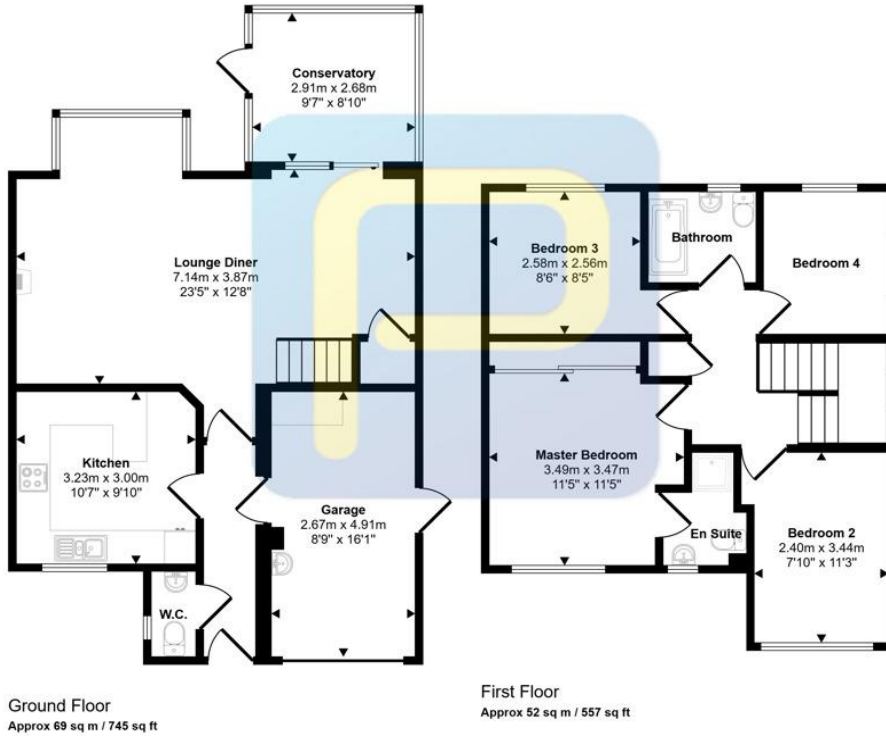 Conservatory
2.91m x 2.68m
9'7" x 8'10"
Lounge Diner
7.14m x 3.87m
23'5" x 12'8"
Kitchen
3.23m x 3.00m
10'7" x 9'10"
Garage
2.67m x 4.91m
8'9" x 16'1"
W.C.
Ground Floor
Approx 69 sq m / 745 sq ft
Bedroom 3
2.58m x 2.56m
8'6" x 8'5"
Bathroom
Bedroom 4
Master Bedroom
3.49m x 3.47m
11'5" x 11'5"
En Suite
Bedroom 2
2.40m x 3.44m
7'10" x 11'3"
First Floor
Approx 52 sq m / 557 sq ft